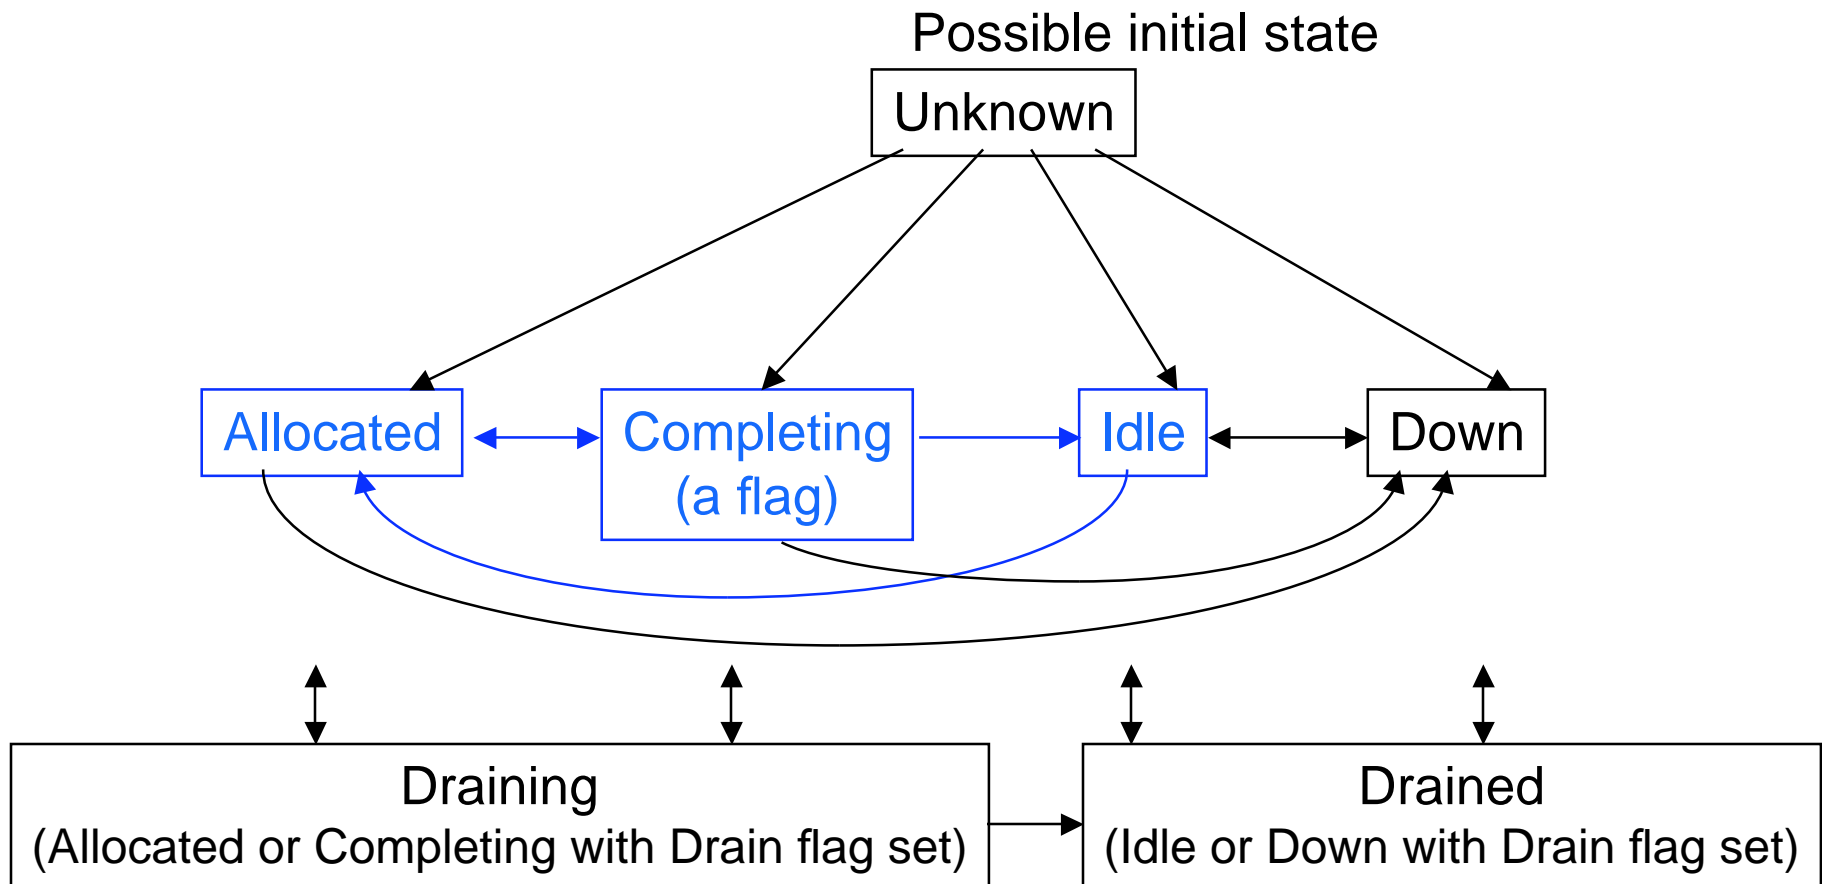 Possible initial state
Unknown
Allocated
Completing
(a flag)
Idle
Down
Draining
(Allocated or Completing with Drain flag set)
Drained
(Idle or Down with Drain flag set)